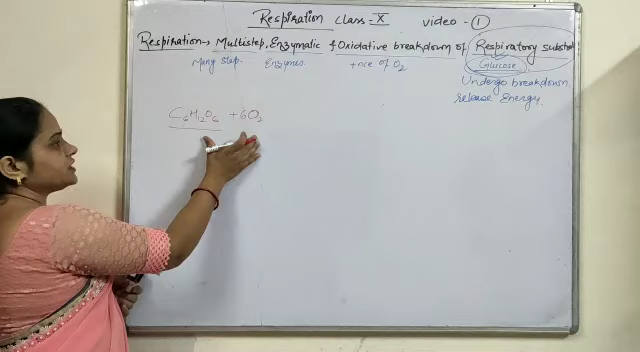 Respiration class-X video - 1
Respiration → Multistep, Enzymatic & Oxidative breakdown of Respiratory subst
Many step Enzymes +nce of O2 Glucose
Undergo breakdown
release Energy.
C6H12O6 + 6O2